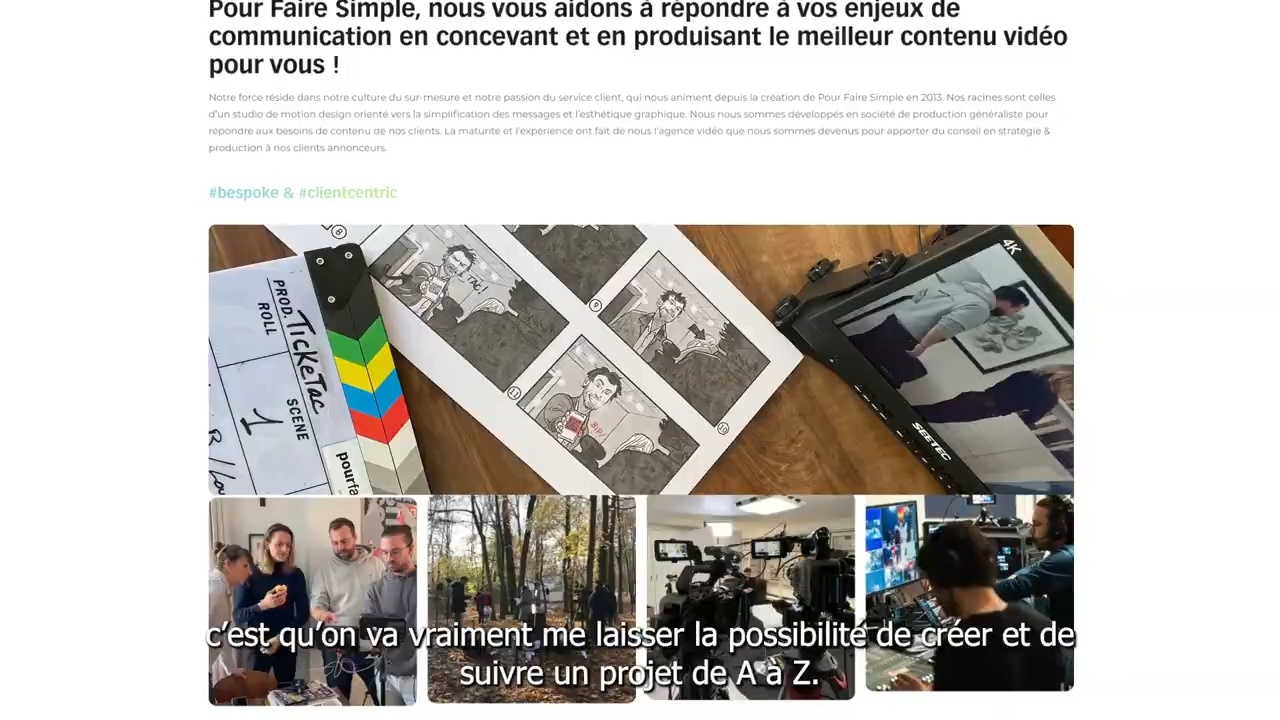 Pour Faire Simple, nous vous aidons à répondre à vos enjeux de
communication en concevant et en produisant le meilleur contenu vidéo
pour vous !
Notre force réside dans notre culture du sur-mesure et notre passion du service client, qui nous animent depuis la création de Pour Faire Simple en 2013. Nos racines sont celles
d'un studio de motion design orienté vers la simplification des messages et l'esthétique graphique. Nous nous sommes développés en société de production généraliste pour
répondre aux besoins de contenu de nos clients. La maturité et l'expérience ont fait de nous l'agence vidéo que nous sommes devenus pour apporter du conseil en stratégie &
production à nos clients annonceurs.
#bespoke & #clientcentric
PROD. TickeTac
ROLL
SCENE
1
pourfa
8
TAC!
9
11
BIP!
10
4K
SEETEC
c'est qu'on va vraiment me laisser la possibilité de créer et de
suivre un projet de A à Z.